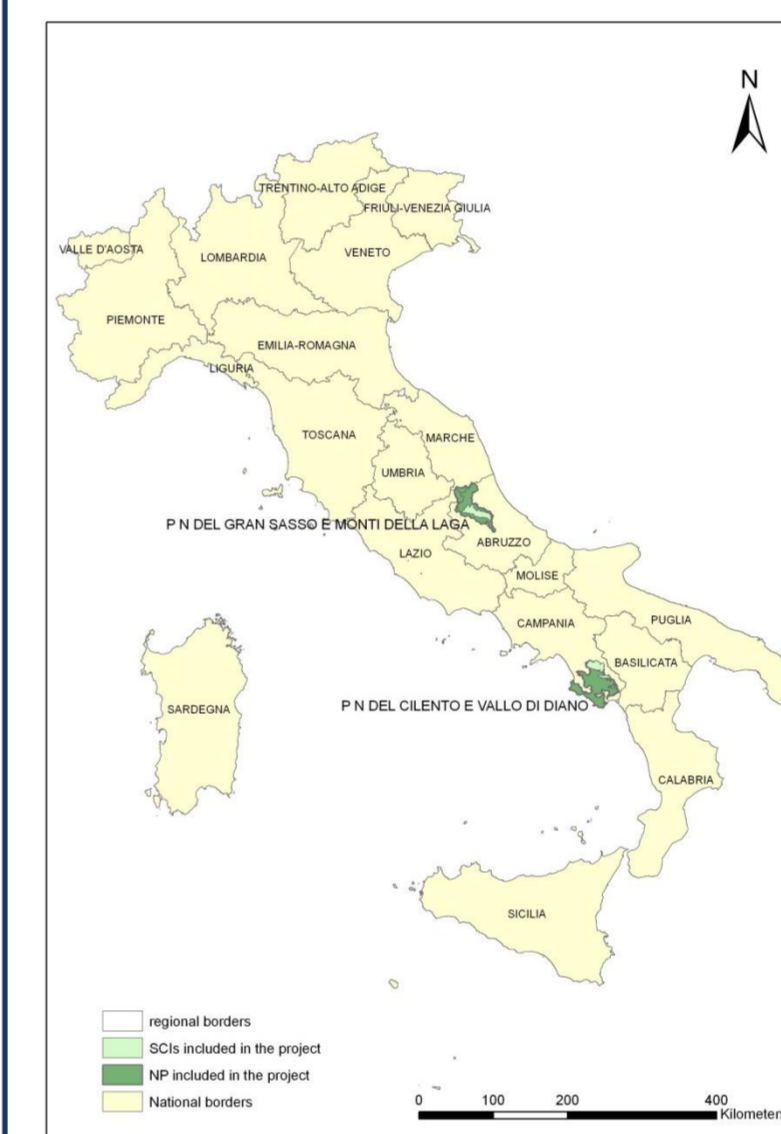 N
TRENTINO-ALTO ADIGE
FRIULI-VENEZIA GIULIA
VALLE D'AOSTA
LOMBARDIA
VENETO
PIEMONTE
EMILIA-ROMAGNA
LIGURIA
TOSCANA
MARCHE
UMBRIA
P N DEL GRAN SASSO E MONTI DELLA LAGA
ABRUZZO
LAZIO
MOLISE
CAMPANIA
PUGLIA
BASILICATA
SARDEGNA
P N DEL CILENTO E VALLO DI DIANO
CALABRIA
SICILIA
regional borders
SCIs included in the project
NP included in the project
National borders
0 100 200 400
Kilometers